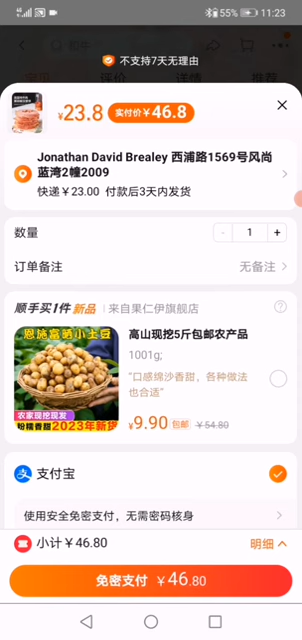 55% 11:23
不支持7天无理由
¥23.8 实付价¥46.8
Jonathan David Brealey 西浦路1569号风尚
蓝湾2幢2009
快递¥23.00 付款后3天内发货
数量 - 1 +
订单备注 无备注
顺手买1件 新品 来自果仁伊旗舰店
恩施富硒小土豆
农家现挖现发
粉糯香甜 2023年新货
高山现挖5斤包邮农产品
1001g;
“口感绵沙香甜，各种做法
也合适”
¥9.90 包邮 ¥54.80
支付宝
使用安全免密支付，无需密码核身
小计¥46.80 明细
免密支付 ¥46.80